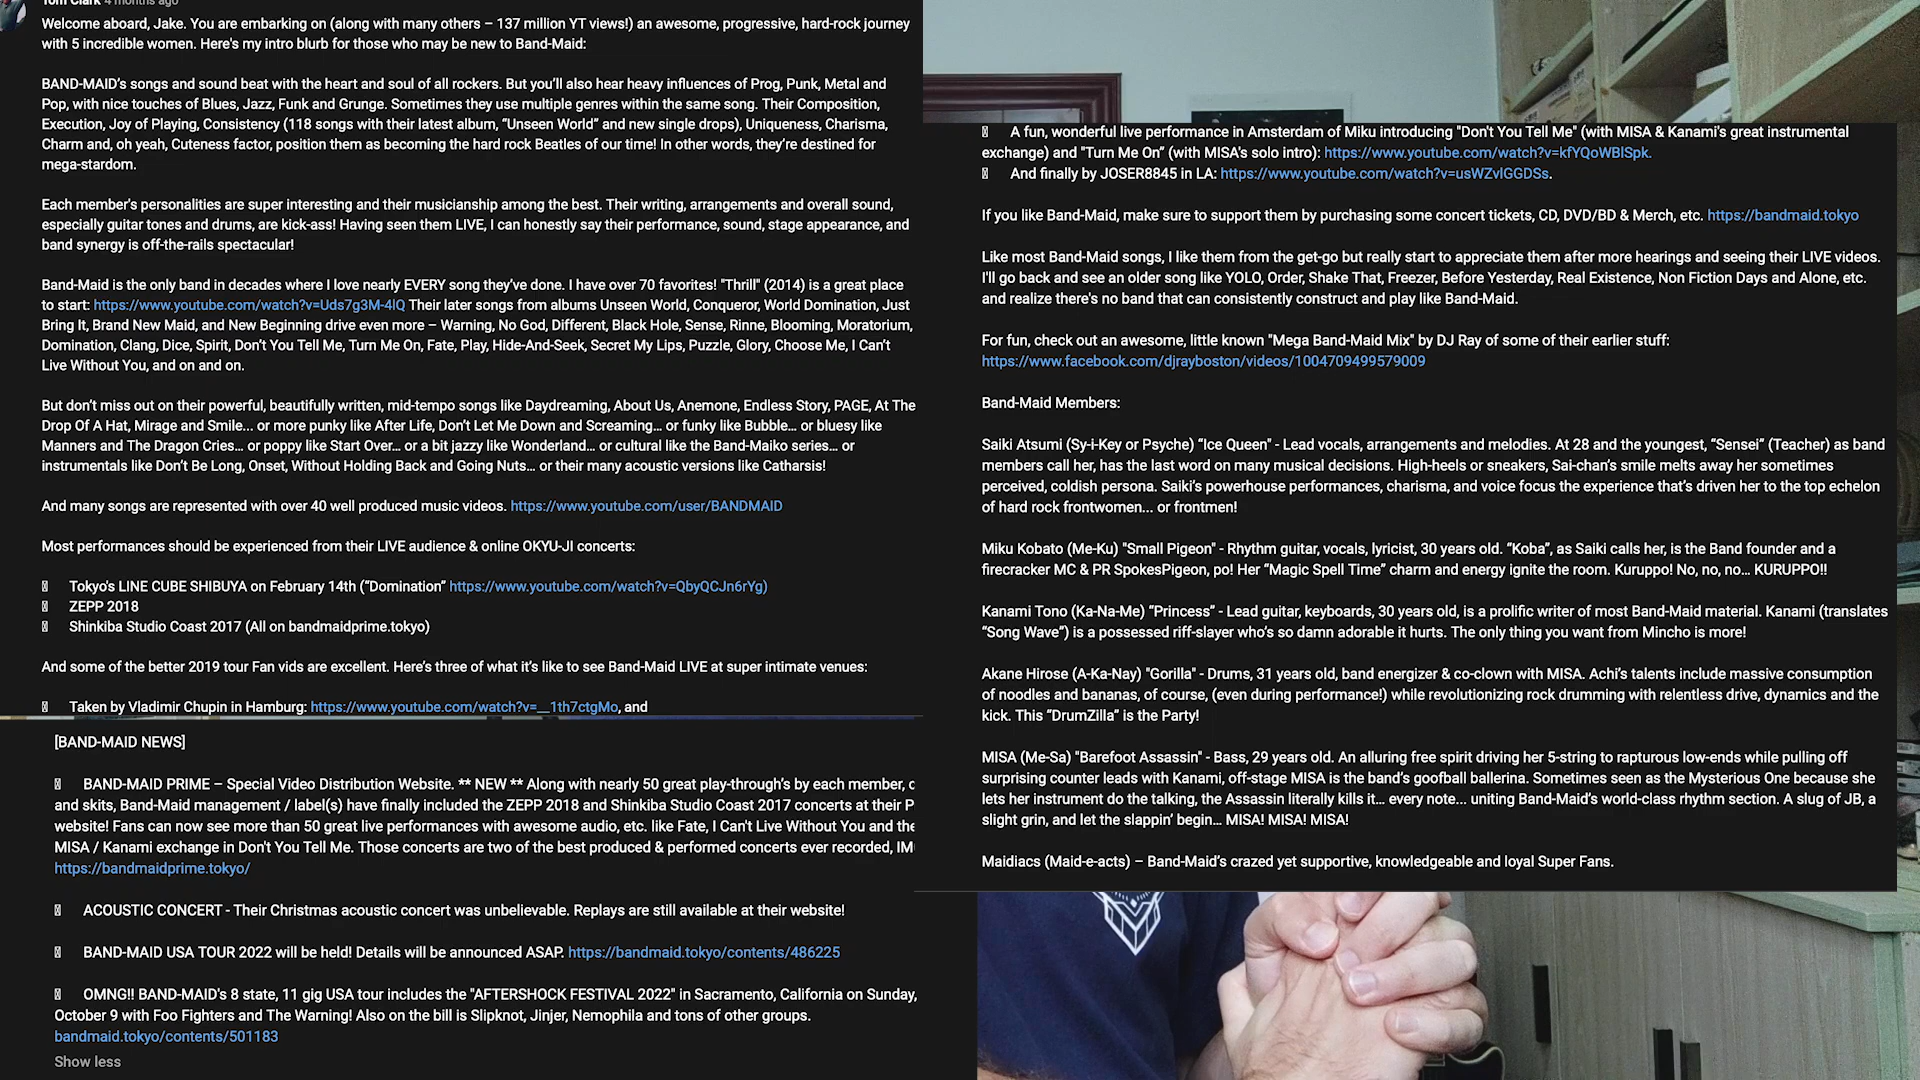 Tom Clark 4 months ago
Welcome aboard, Jake. You are embarking on (along with many others – 137 million YT views!) an awesome, progressive, hard-rock journey
with 5 incredible women. Here's my intro blurb for those who may be new to Band-Maid:
BAND-MAID’s songs and sound beat with the heart and soul of all rockers. But you’ll also hear heavy influences of Prog, Punk, Metal and
Pop, with nice touches of Blues, Jazz, Funk and Grunge. Sometimes they use multiple genres within the same song. Their Composition,
Execution, Joy of Playing, Consistency (118 songs with their latest album, “Unseen World” and new single drops), Uniqueness, Charisma,
Charm and, oh yeah, Cuteness factor, position them as becoming the hard rock Beatles of our time! In other words, they’re destined for
mega-stardom.
Each member's personalities are super interesting and their musicianship among the best. Their writing, arrangements and overall sound,
especially guitar tones and drums, are kick-ass! Having seen them LIVE, I can honestly say their performance, sound, stage appearance, and
band synergy is off-the-rails spectacular!
Band-Maid is the only band in decades where I love nearly EVERY song they’ve done. I have over 70 favorites! "Thrill" (2014) is a great place
to start: https://www.youtube.com/watch?v=Uds7g3M-4lQ Their later songs from albums Unseen World, Conqueror, World Domination, Just
Bring It, Brand New Maid, and New Beginning drive even more – Warning, No God, Different, Black Hole, Sense, Rinne, Blooming, Moratorium,
Domination, Clang, Dice, Spirit, Don’t You Tell Me, Turn Me On, Fate, Play, Hide-And-Seek, Secret My Lips, Puzzle, Glory, Choose Me, I Can’t
Live Without You, and on and on.
But don’t miss out on their powerful, beautifully written, mid-tempo songs like Daydreaming, About Us, Anemone, Endless Story, PAGE, At The
Drop Of A Hat, Mirage and Smile... or more punky like After Life, Don’t Let Me Down and Screaming… or funky like Bubble… or bluesy like
Manners and The Dragon Cries… or poppy like Start Over… or a bit jazzy like Wonderland… or cultural like the Band-Maiko series… or
instrumentals like Don’t Be Long, Onset, Without Holding Back and Going Nuts… or their many acoustic versions like Catharsis!
And many songs are represented with over 40 well produced music videos. https://www.youtube.com/user/BANDMAID
Most performances should be experienced from their LIVE audience & online OKYU-JI concerts:
Tokyo's LINE CUBE SHIBUYA on February 14th (“Domination” https://www.youtube.com/watch?v=QbyQCJn6rYg)
ZEPP 2018
Shinkiba Studio Coast 2017 (All on bandmaidprime.tokyo)
And some of the better 2019 tour Fan vids are excellent. Here’s three of what it’s like to see Band-Maid LIVE at super intimate venues:
Taken by Vladimir Chupin in Hamburg: https://www.youtube.com/watch?v=__1th7ctgMo, and
[BAND-MAID NEWS]
BAND-MAID PRIME – Special Video Distribution Website. ** NEW ** Along with nearly 50 great play-through’s by each member,
and skits, Band-Maid management / label(s) have finally included the ZEPP 2018 and Shinkiba Studio Coast 2017 concerts at their P
website! Fans can now see more than 50 great live performances with awesome audio, etc. like Fate, I Can't Live Without You and the
MISA / Kanami exchange in Don't You Tell Me. Those concerts are two of the best produced & performed concerts ever recorded, IM
https://bandmaidprime.tokyo/
ACOUSTIC CONCERT - Their Christmas acoustic concert was unbelievable. Replays are still available at their website!
BAND-MAID USA TOUR 2022 will be held! Details will be announced ASAP. https://bandmaid.tokyo/contents/486225
OMNG!! BAND-MAID's 8 state, 11 gig USA tour includes the "AFTERSHOCK FESTIVAL 2022" in Sacramento, California on Sunday,
October 9 with Foo Fighters and The Warning! Also on the bill is Slipknot, Jinjer, Nemophila and tons of other groups.
bandmaid.tokyo/contents/501183
Show less
A fun, wonderful live performance in Amsterdam of Miku introducing "Don't You Tell Me" (with MISA & Kanami's great instrumental
exchange) and "Turn Me On” (with MISA's solo intro): https://www.youtube.com/watch?v=kfYQoWBlSpk.
And finally by JOSER8845 in LA: https://www.youtube.com/watch?v=usWZvlGGDSs.
If you like Band-Maid, make sure to support them by purchasing some concert tickets, CD, DVD/BD & Merch, etc. https://bandmaid.tokyo
Like most Band-Maid songs, I like them from the get-go but really start to appreciate them after more hearings and seeing their LIVE videos.
I'll go back and see an older song like YOLO, Order, Shake That, Freezer, Before Yesterday, Real Existence, Non Fiction Days and Alone, etc.
and realize there's no band that can consistently construct and play like Band-Maid.
For fun, check out an awesome, little known "Mega Band-Maid Mix" by DJ Ray of some of their earlier stuff:
https://www.facebook.com/djrayboston/videos/1004709499579009
Band-Maid Members:
Saiki Atsumi (Sy-i-Key or Psyche) “Ice Queen" - Lead vocals, arrangements and melodies. At 28 and the youngest, “Sensei” (Teacher) as band
members call her, has the last word on many musical decisions. High-heels or sneakers, Sai-chan’s smile melts away her sometimes
perceived, coldish persona. Saiki’s powerhouse performances, charisma, and voice focus the experience that’s driven her to the top echelon
of hard rock frontwomen... or frontmen!
Miku Kobato (Me-Ku) "Small Pigeon" - Rhythm guitar, vocals, lyricist, 30 years old. “Koba”, as Saiki calls her, is the Band founder and a
firecracker MC & PR SpokesPigeon, po! Her “Magic Spell Time” charm and energy ignite the room. Kuruppo! No, no, no… KURUPPO!!
Kanami Tono (Ka-Na-Me) “Princess” - Lead guitar, keyboards, 30 years old, is a prolific writer of most Band-Maid material. Kanami (translates
“Song Wave”) is a possessed riff-slayer who’s so damn adorable it hurts. The only thing you want from Mincho is more!
Akane Hirose (A-Ka-Nay) "Gorilla" - Drums, 31 years old, band energizer & co-clown with MISA. Achi’s talents include massive consumption
of noodles and bananas, of course, (even during performance!) while revolutionizing rock drumming with relentless drive, dynamics and the
kick. This “DrumZilla” is the Party!
MISA (Me-Sa) "Barefoot Assassin" - Bass, 29 years old. An alluring free spirit driving her 5-string to rapturous low-ends while pulling off
surprising counter leads with Kanami, off-stage MISA is the band’s goofball ballerina. Sometimes seen as the Mysterious One because she
lets her instrument do the talking, the Assassin literally kills it… every note... uniting Band-Maid’s world-class rhythm section. A slug of JB, a
slight grin, and let the slappin’ begin… MISA! MISA! MISA!
Maidiacs (Maid-e-acts) – Band-Maid’s crazed yet supportive, knowledgeable and loyal Super Fans.